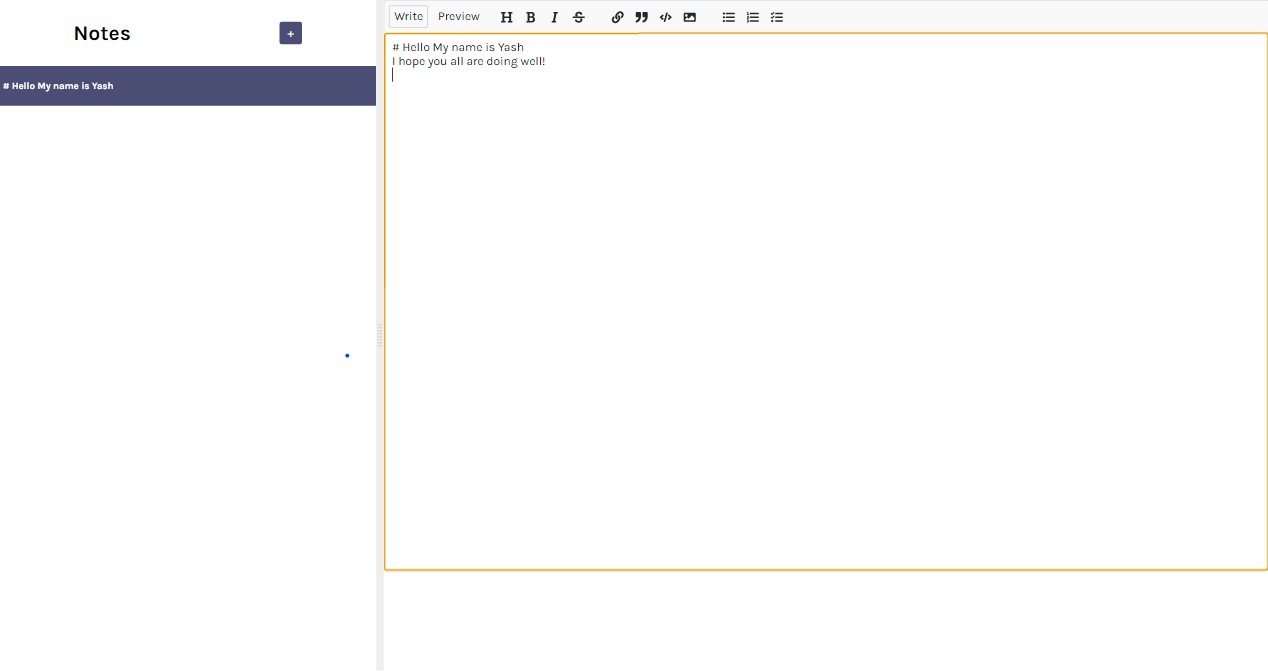 Notes
+
# Hello My name is Yash
Write Preview
# Hello My name is Yash
I hope you all are doing well!